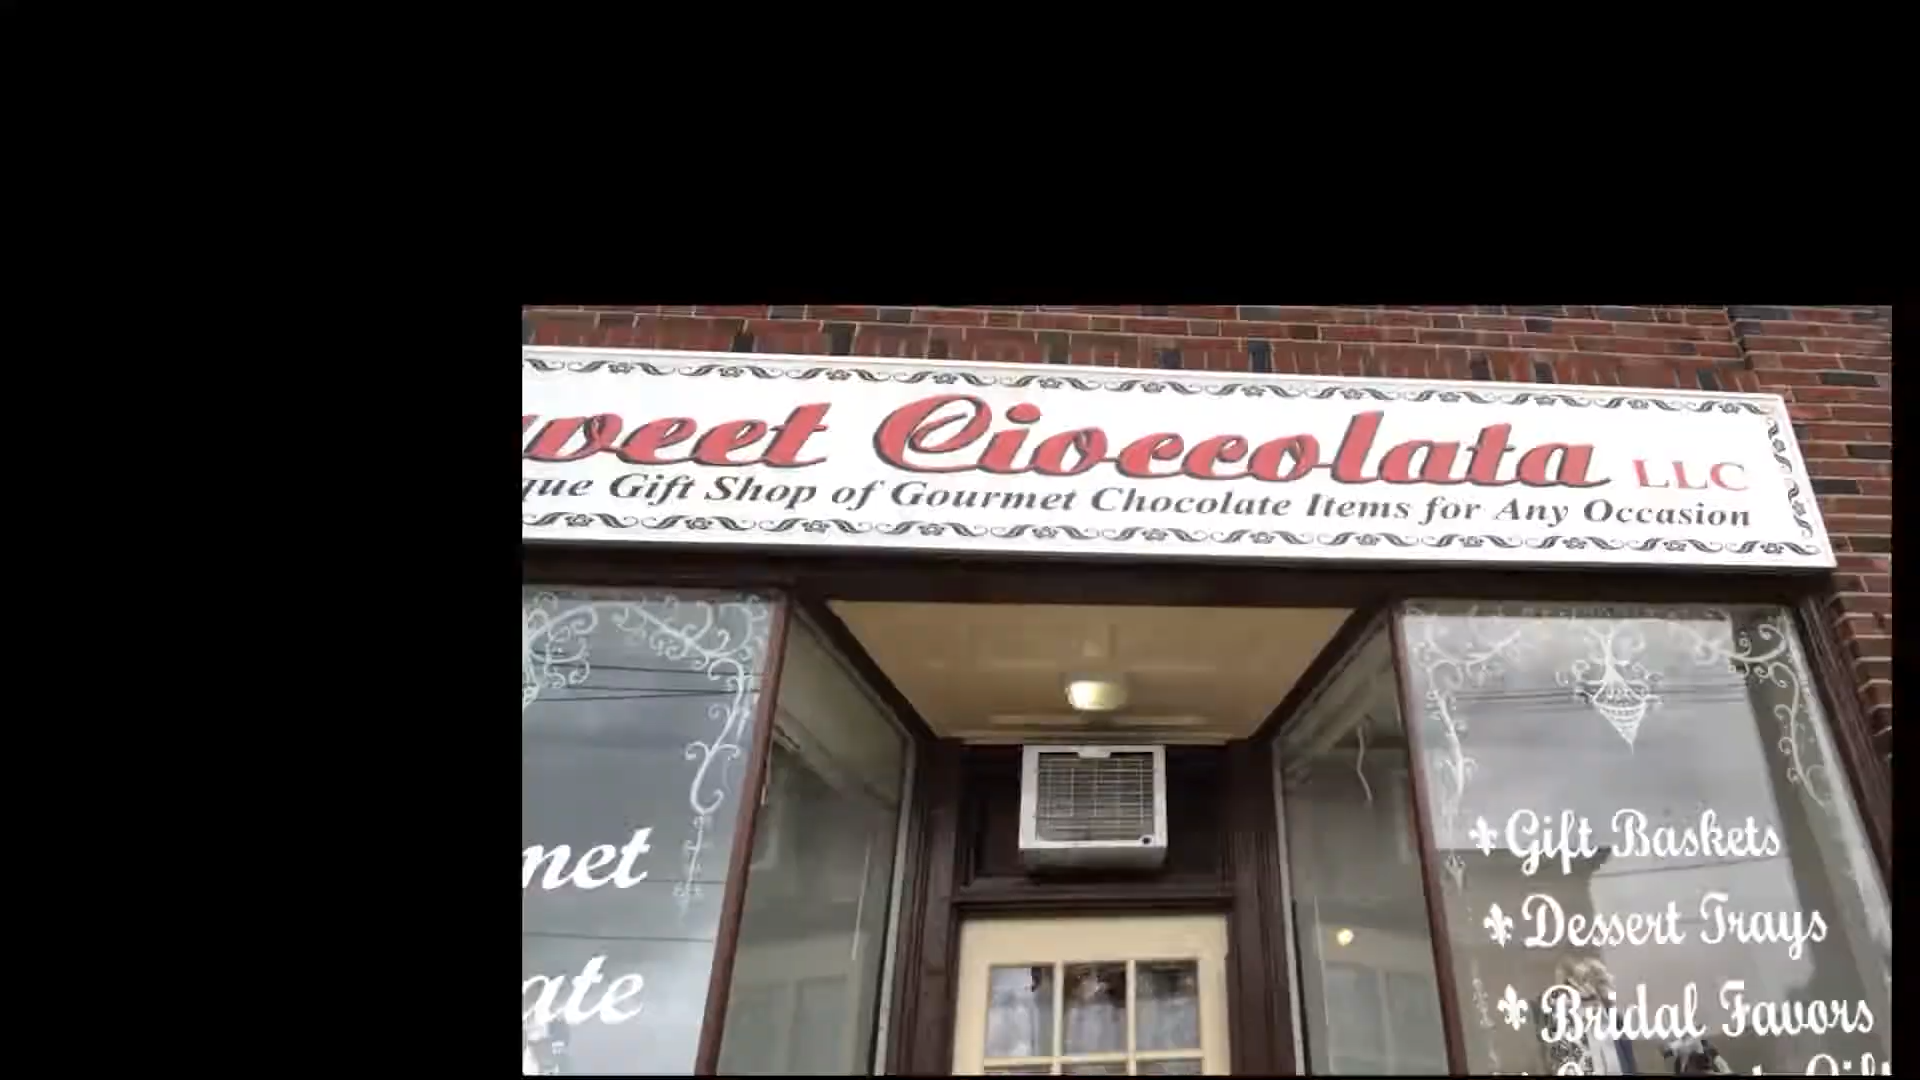 weet Cioccolata LLC
que Gift Shop of Gourmet Chocolate Items for Any Occasion
met
ate
Gift Baskets
Dessert Trays
Bridal Favors